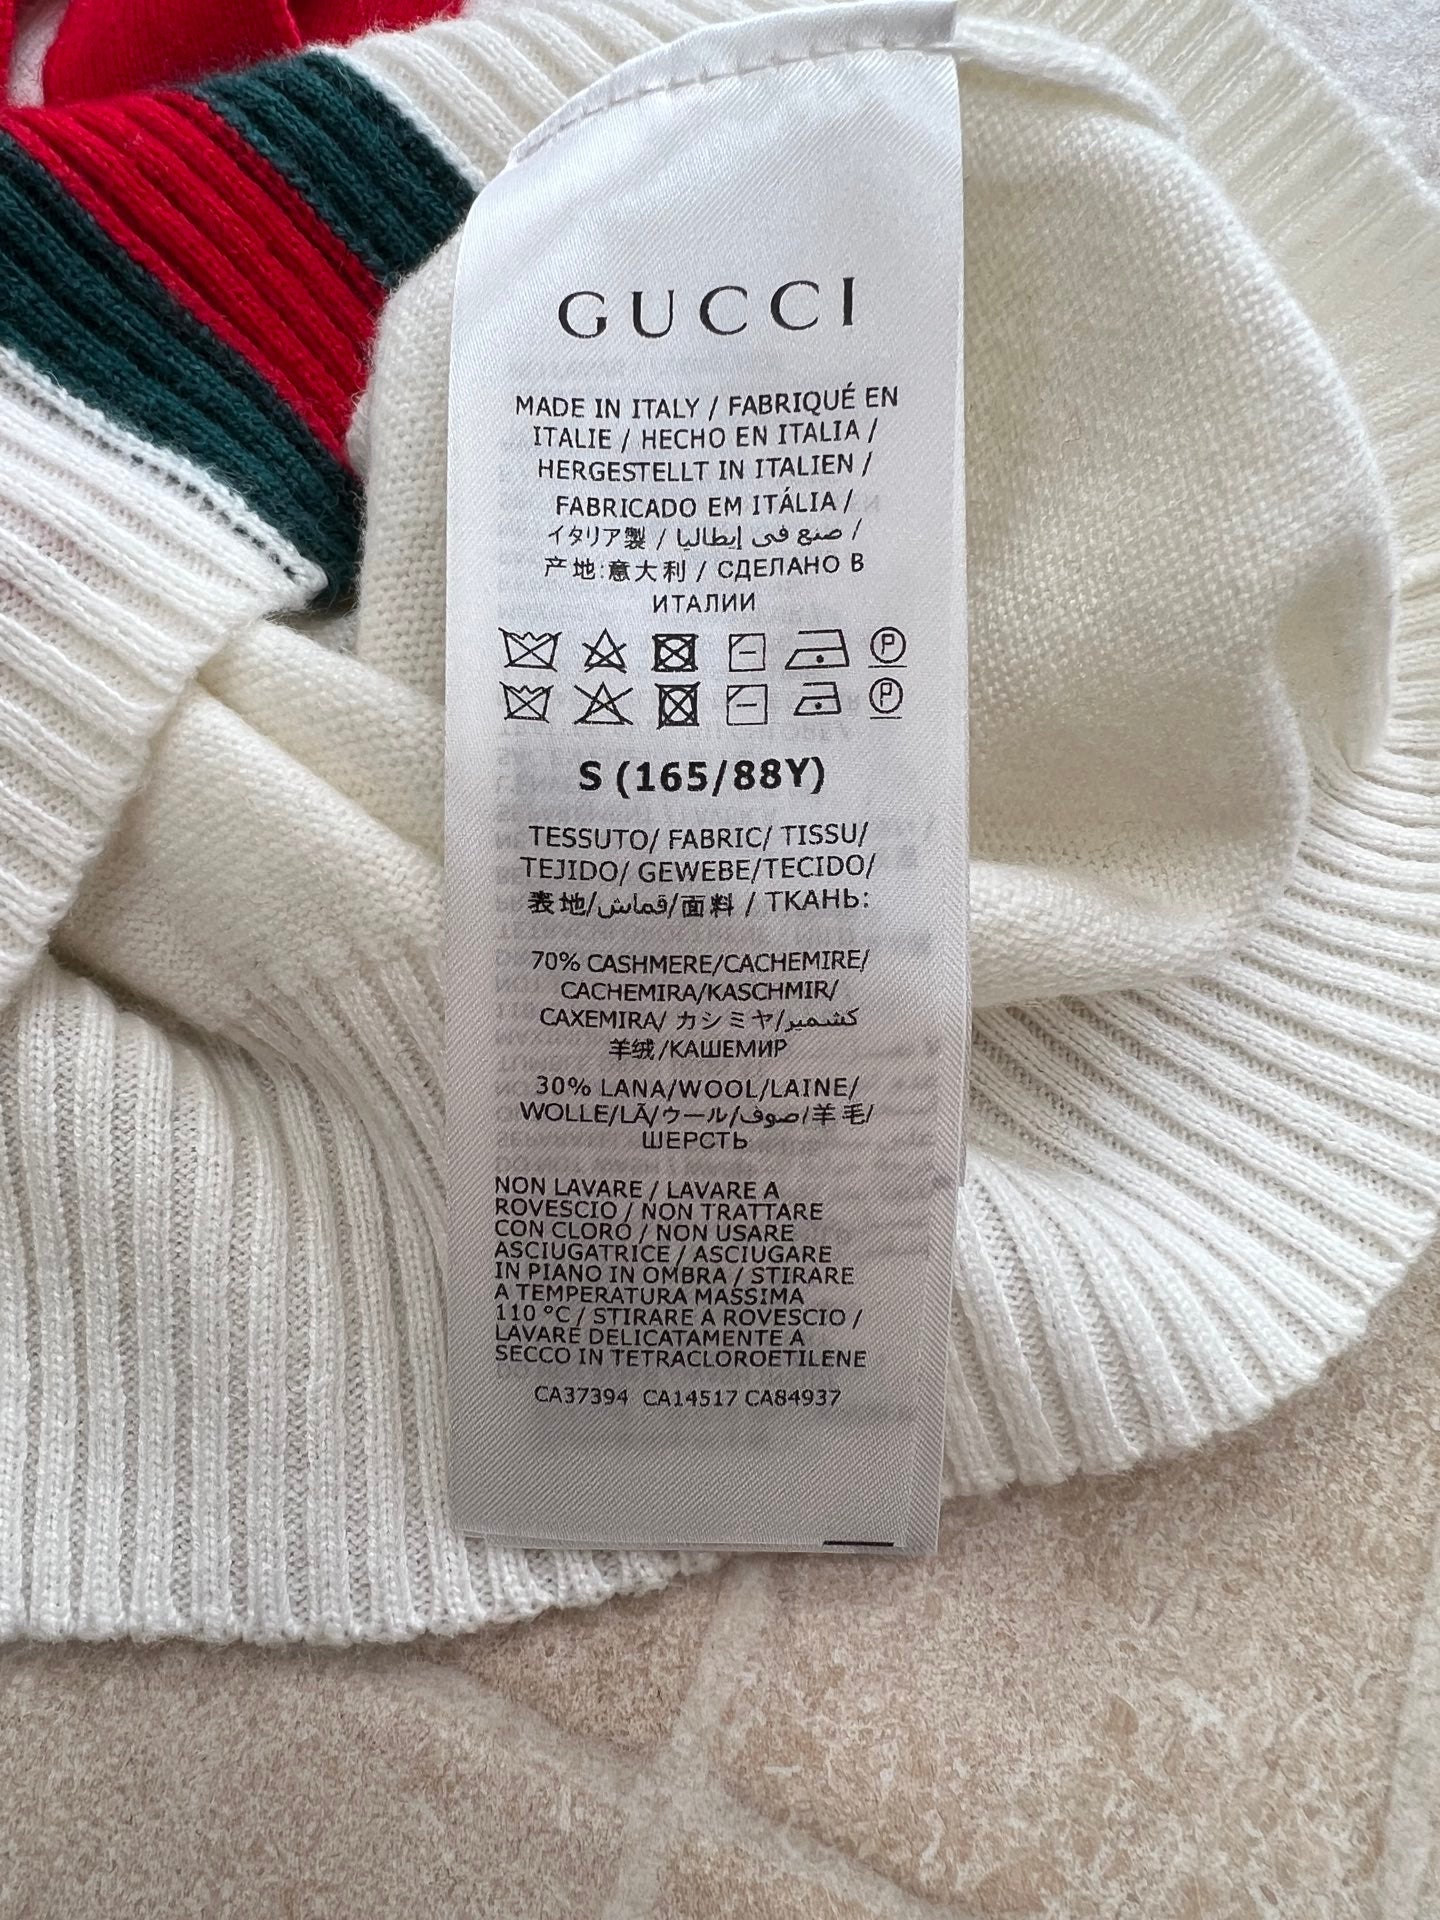 GUCCI
MADE IN ITALY / FABRIQUÉ EN
ITALIE / HECHO EN ITALIA /
HERGESTELLT IN ITALIEN /
FABRICADO EM ITÁLIA /
イタリア製 / صنع في إيطاليا /
产地:意大利 / СДЕЛАНО В
ИТАЛИИ
P
P
S (165/88Y)
TESSUTO/ FABRIC/ TISSU/
TEJIDO/ GEWEBE/TECIDO/
表地/قماش/面料 / ТКАНЬ:
70% CASHMERE/CACHEMIRE/
CACHEMIRA/KASCHMIR/
CAXEMIRA/ カシミヤ/كشمير/
羊绒/КАШЕМИР
30% LANA/WOOL/LAINE/
WOLLE/LÃ/ウール/صوف/羊毛/
ШЕРСТЬ
NON LAVARE / LAVARE A
ROVESCIO / NON TRATTARE
CON CLORO / NON USARE
ASCIUGATRICE / ASCIUGARE
IN PIANO IN OMBRA / STIRARE
A TEMPERATURA MASSIMA
110 °C / STIRARE A ROVESCIO /
LAVARE DELICATAMENTE A
SECCO IN TETRACLOROETILENE
CA37394 CA14517 CA84937